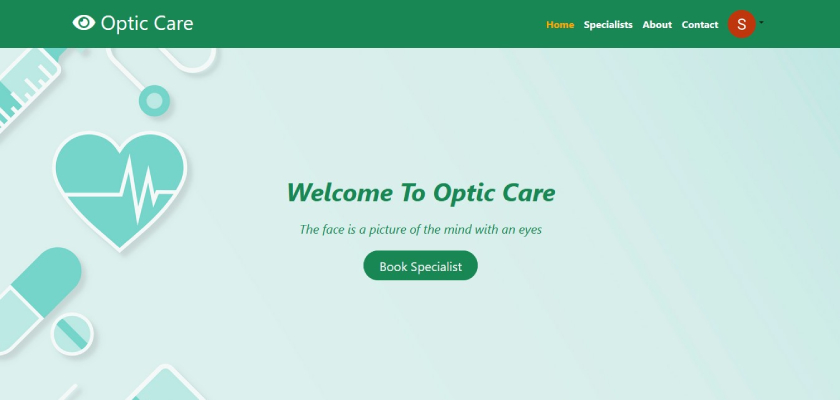 Optic Care
Home Specialists About Contact S
Welcome To Optic Care
The face is a picture of the mind with an eyes
Book Specialist